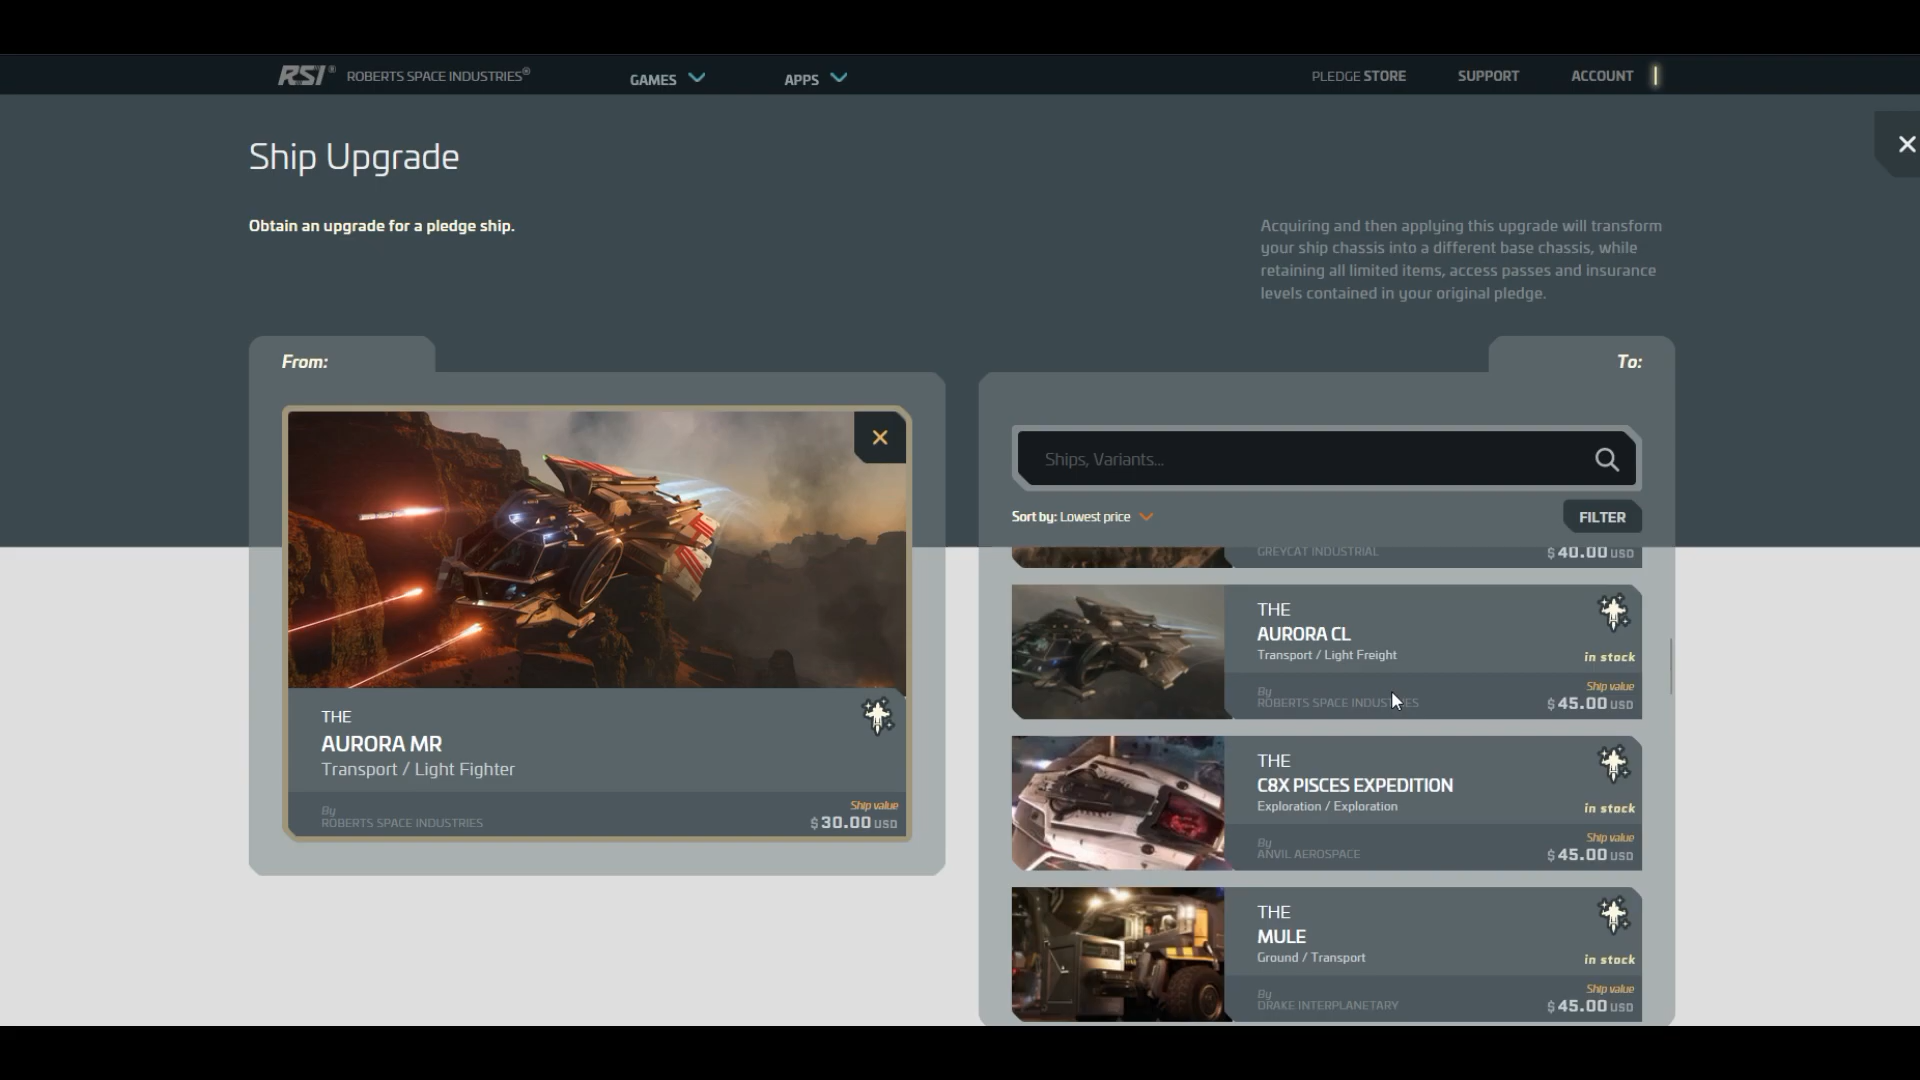 RSI® ROBERTS SPACE INDUSTRIES®
GAMES
APPS
PLEDGE STORE
SUPPORT
ACCOUNT
Ship Upgrade
Obtain an upgrade for a pledge ship.
Acquiring and then applying this upgrade will transform
your ship chassis into a different base chassis, while
retaining all limited items, access passes and insurance
levels contained in your original pledge.
From:
THE
AURORA MR
Transport / Light Fighter
By
ROBERTS SPACE INDUSTRIES
Ship value
$30.00 USD
To:
Ships, Variants...
Sort by: Lowest price
FILTER
GREYCAT INDUSTRIAL
$40.00 USD
THE
AURORA CL
Transport / Light Freight
in stock
By
ROBERTS SPACE INDUSTRIES
Ship value
$45.00 USD
THE
C8X PISCES EXPEDITION
Exploration / Exploration
in stock
By
ANVIL AEROSPACE
Ship value
$45.00 USD
THE
MULE
Ground / Transport
in stock
By
DRAKE INTERPLANETARY
Ship value
$45.00 USD